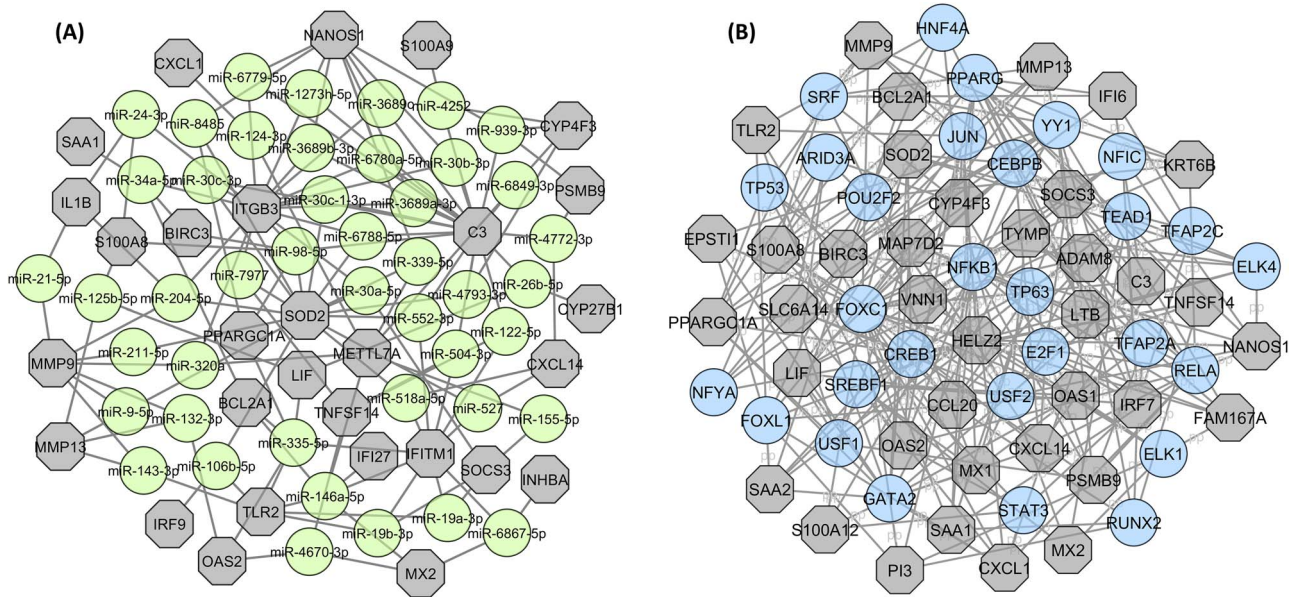 (A)
NANOS1
S100A9
CXCL1
miR-6779-5p
miR-1273h-5p
miR-3689c
miR-4252
miR-24-3p
miR-8485
miR-124-3p
miR-939-3p
CYP4F3
SAA1
miR-3689b-3p
miR-6780a-5p
miR-30b-3p
miR-34a-5p
miR-30c-3p
miR-6849-3p
PSMB9
IL1B
ITGB3
miR-30c-1-3p
miR-3689a-3p
S100A8
BIRC3
miR-6788-5p
C3
miR-4772-3p
miR-98-5p
miR-339-5p
miR-21-5p
miR-7977
miR-125b-5p
miR-204-5p
miR-30a-5p
miR-4793-3p
miR-26b-5p
CYP27B1
SOD2
miR-552-3p
miR-122-5p
PPARGC1A
miR-211-5p
METTL7A
miR-504-3p
MMP9
miR-320a
LIF
CXCL14
miR-518a-5p
miR-527
miR-155-5p
miR-9-5p
miR-132-3p
BCL2A1
TNFSF14
MMP13
miR-335-5p
IFI27
IFITM1
miR-143-3p
miR-106b-5p
SOCS3
INHBA
miR-146a-5p
IRF9
TLR2
miR-19a-3p
miR-19b-3p
miR-6867-5p
OAS2
miR-4670-3p
MX2
(B)
HNF4A
MMP9
MMP13
PPARG
SRF
BCL2A1
IFI6
TLR2
JUN
YY1
ARID3A
SOD2
CEBPB
NFIC
KRT6B
TP53
POU2F2
CYP4F3
SOCS3
TEAD1
TFAP2C
EPSTI1
S100A8
BIRC3
MAP7D2
TYMP
ADAM8
ELK4
NFKB1
C3
SLC6A14
FOXC1
VNN1
TP63
TNFSF14
PPARGC1A
LTB
HELZ2
CREB1
E2F1
TFAP2A
NANOS1
LIF
SREBF1
RELA
NFYA
CCL20
USF2
OAS1
IRF7
FAM167A
FOXL1
USF1
OAS2
CXCL14
ELK1
MX1
PSMB9
SAA2
GATA2
STAT3
RUNX2
S100A12
SAA1
MX2
PI3
CXCL1